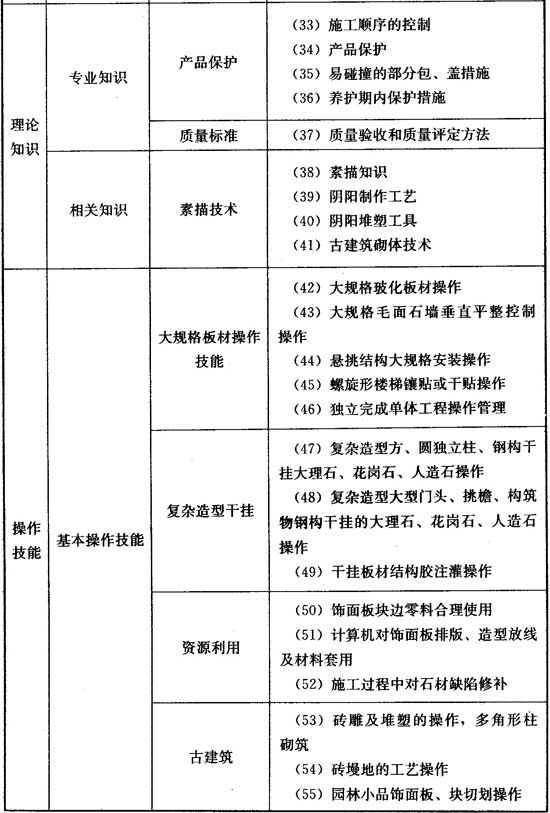 理论
知识
专业知识
产品保护
（33）施工顺序的控制
（34）产品保护
（35）易碰撞的部分包、盖措施
（36）养护期内保护措施
质量标准
（37）质量验收和质量评定方法
相关知识
素描技术
（38）素描知识
（39）阴阳制作工艺
（40）阴阳堆塑工具
（41）古建筑砌体技术
操作
技能
基本操作技能
大规格板材操作
技能
（42）大规格玻化板材操作
（43）大规格毛面石墙垂直平整控制
操作
（44）悬挑结构大规格安装操作
（45）螺旋形楼梯镶贴或干贴操作
（46）独立完成单体工程操作管理
复杂造型干挂
（47）复杂造型方、圆独立柱、钢构干
挂大理石、花岗石、人造石操作
（48）复杂造型大型门头、挑檐、构筑
物钢构干挂的大理石、花岗石、人造石
操作
（49）干挂板材结构胶注灌操作
资源利用
（50）饰面板块边零料合理使用
（51）计算机对饰面板排版、造型放线
及材料套用
（52）施工过程中对石材缺陷修补
古建筑
（53）砖雕及堆塑的操作，多角形柱
砌筑
（54）砖墁地的工艺操作
（55）园林小品饰面板、块切划操作